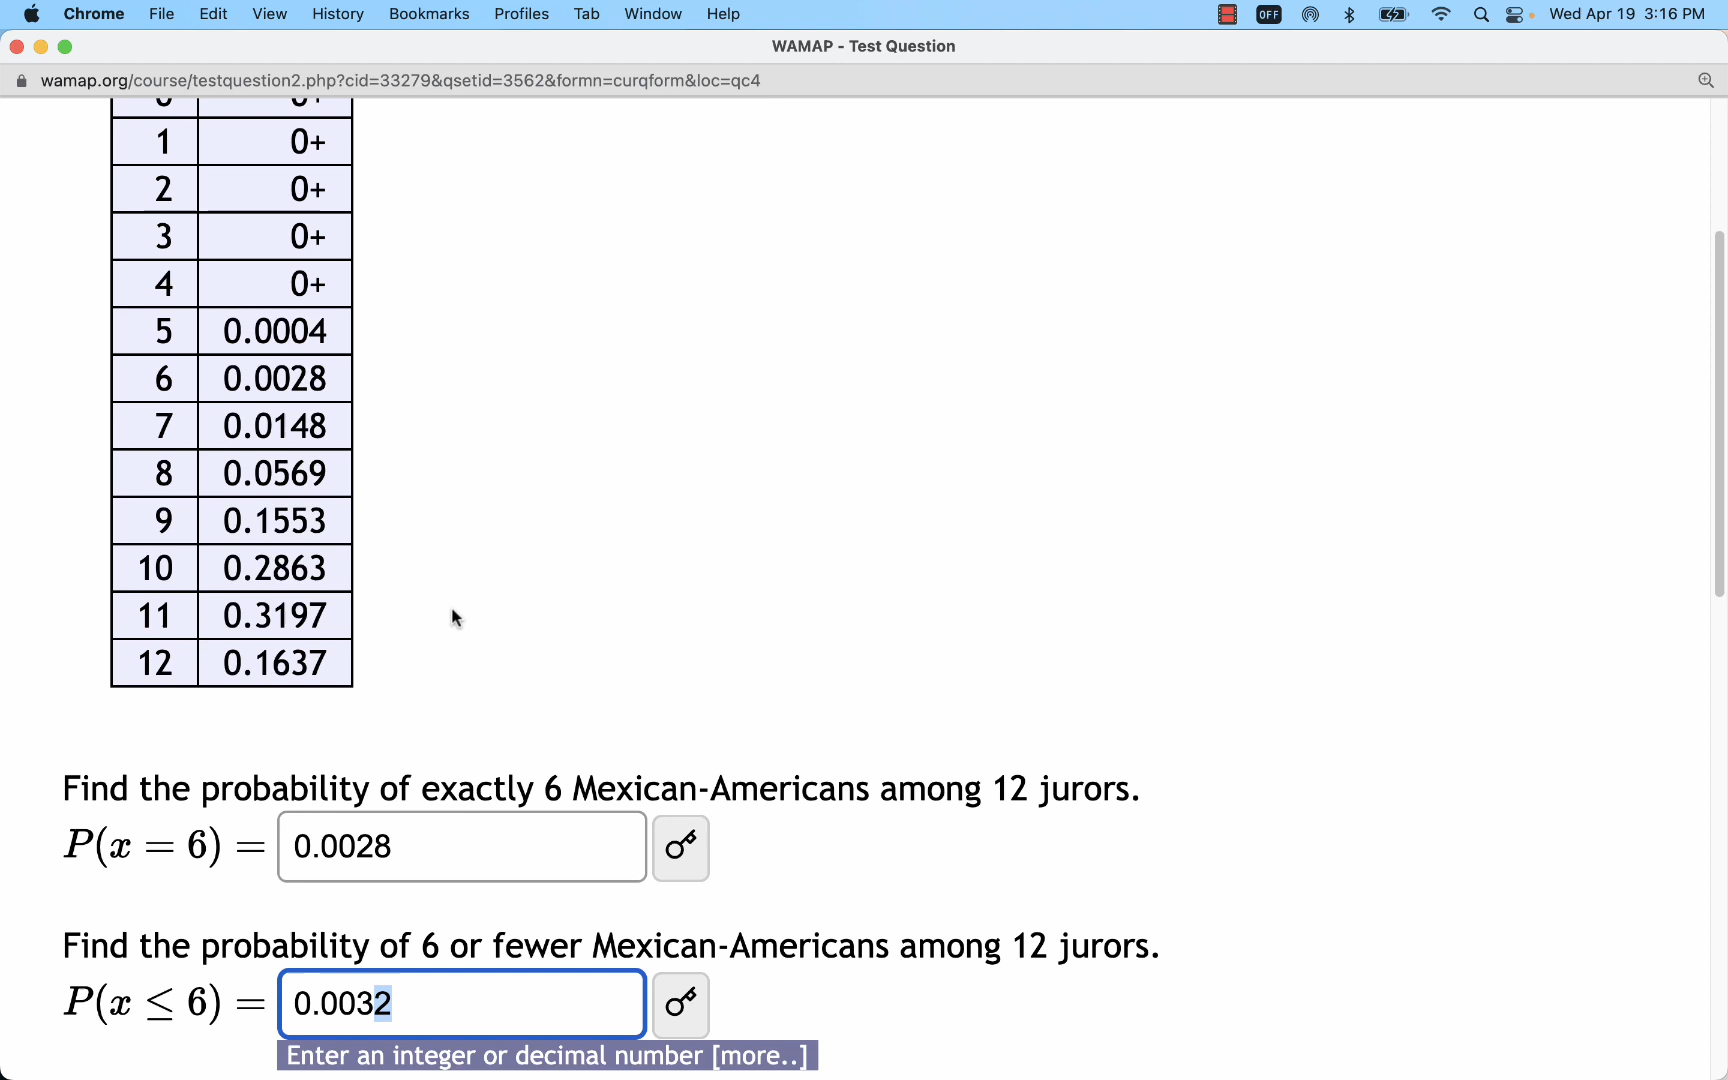 Chrome File Edit View History Bookmarks Profiles Tab Window Help OFF Wed Apr 19 3:16 PM
WAMAP - Test Question
wamap.org/course/testquestion2.php?cid=33279&qsetid=3562&formn=curqform&loc=qc4
1 0+
2 0+
3 0+
4 0+
5 0.0004
6 0.0028
7 0.0148
8 0.0569
9 0.1553
10 0.2863
11 0.3197
12 0.1637
Find the probability of exactly 6 Mexican-Americans among 12 jurors.
P(x = 6) = 0.0028
Find the probability of 6 or fewer Mexican-Americans among 12 jurors.
P(x ≤ 6) = 0.0032
Enter an integer or decimal number [more..]